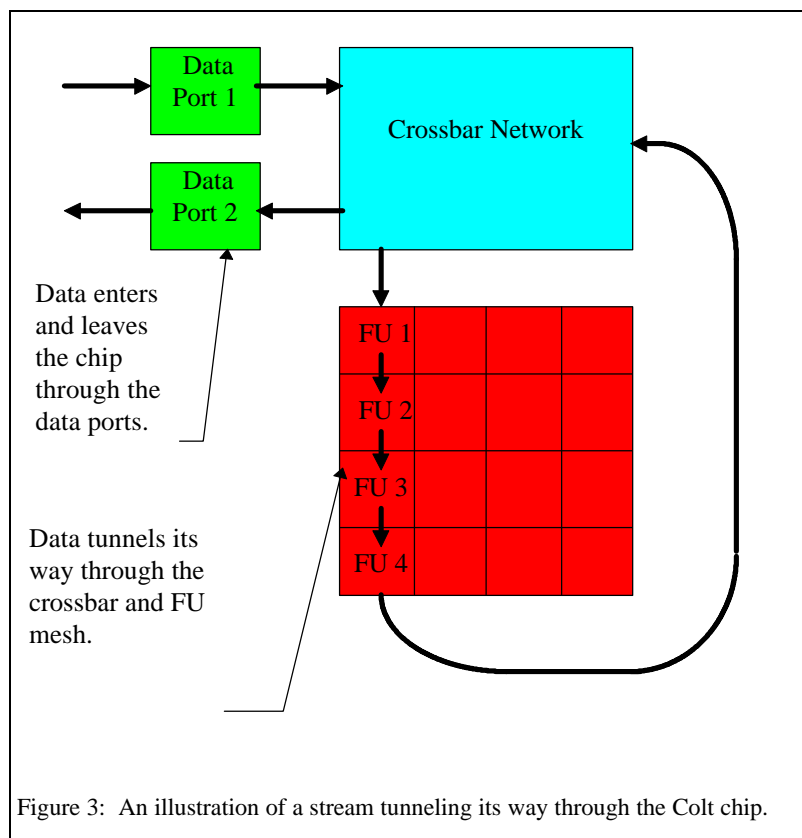 Data
Port 1
Crossbar Network
Data
Port 2
Data enters
and leaves
the chip
through the
data ports.
FU 1
FU 2
FU 3
FU 4
Data tunnels its
way through the
crossbar and FU
mesh.
Figure 3: An illustration of a stream tunneling its way through the Colt chip.